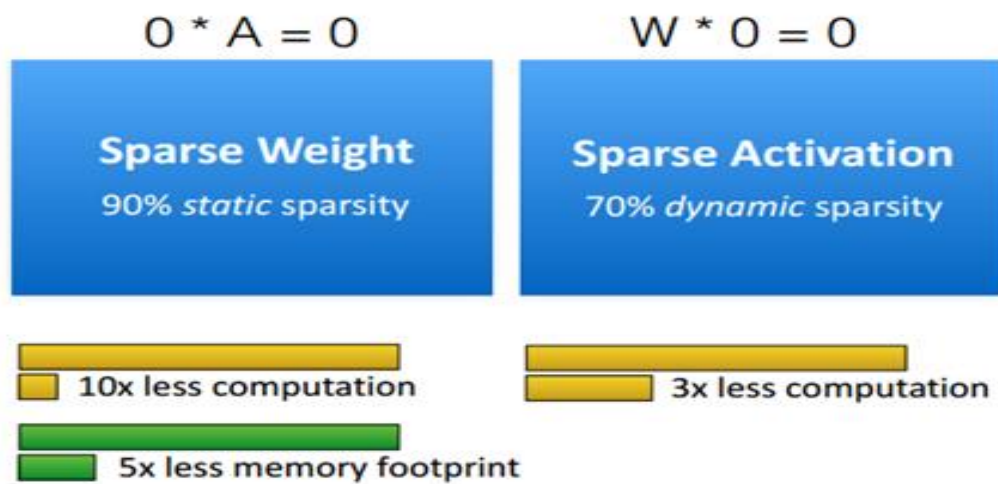 0 * A = 0
Sparse Weight
90% static sparsity
10x less computation
5x less memory footprint
W * 0 = 0
Sparse Activation
70% dynamic sparsity
3x less computation